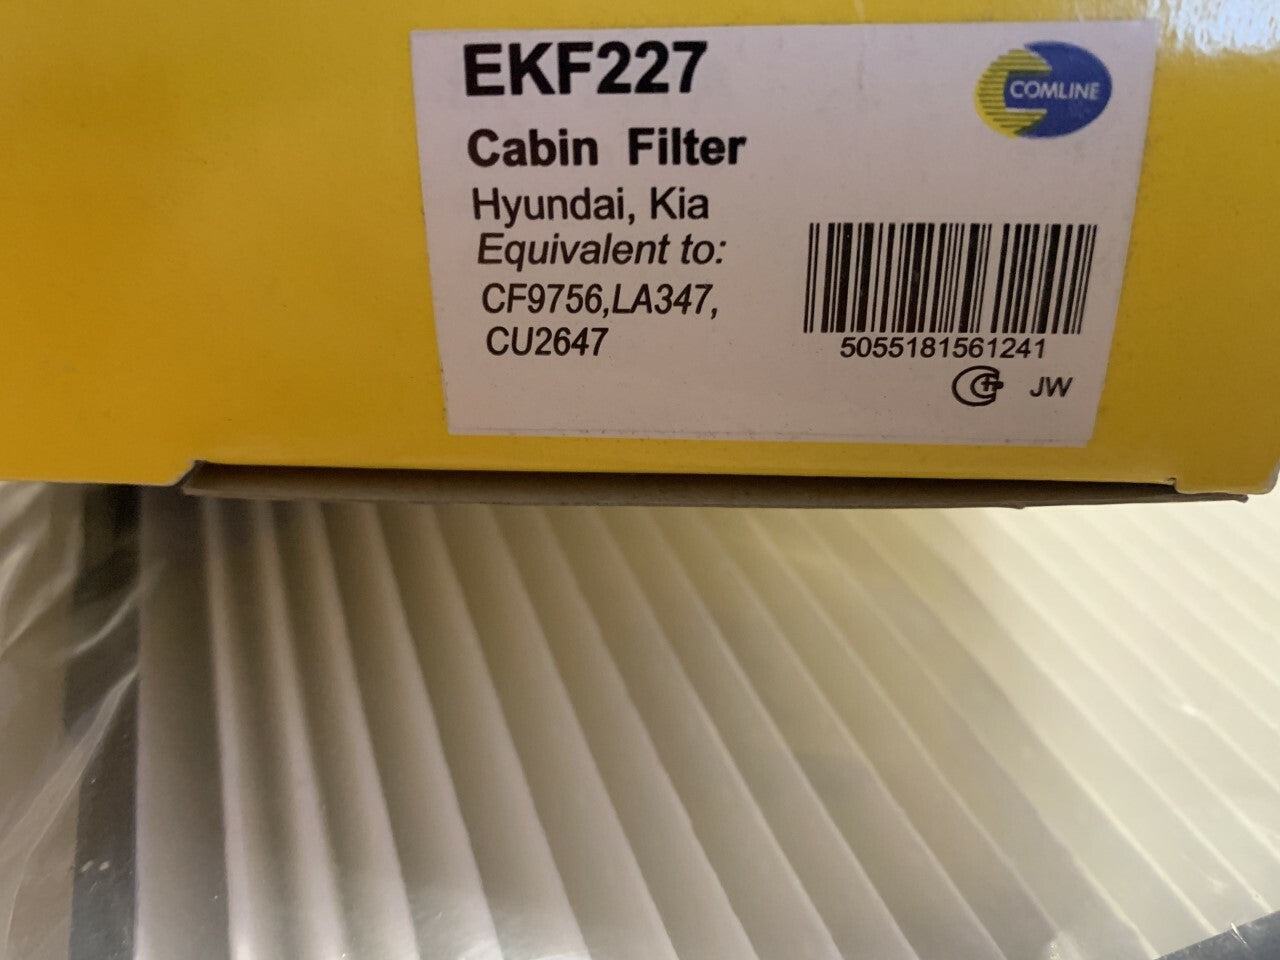 EKF227
COMLINE
Cabin Filter
Hyundai, Kia
Equivalent to:
CF9756,LA347,
CU2647
5055181561241
JW